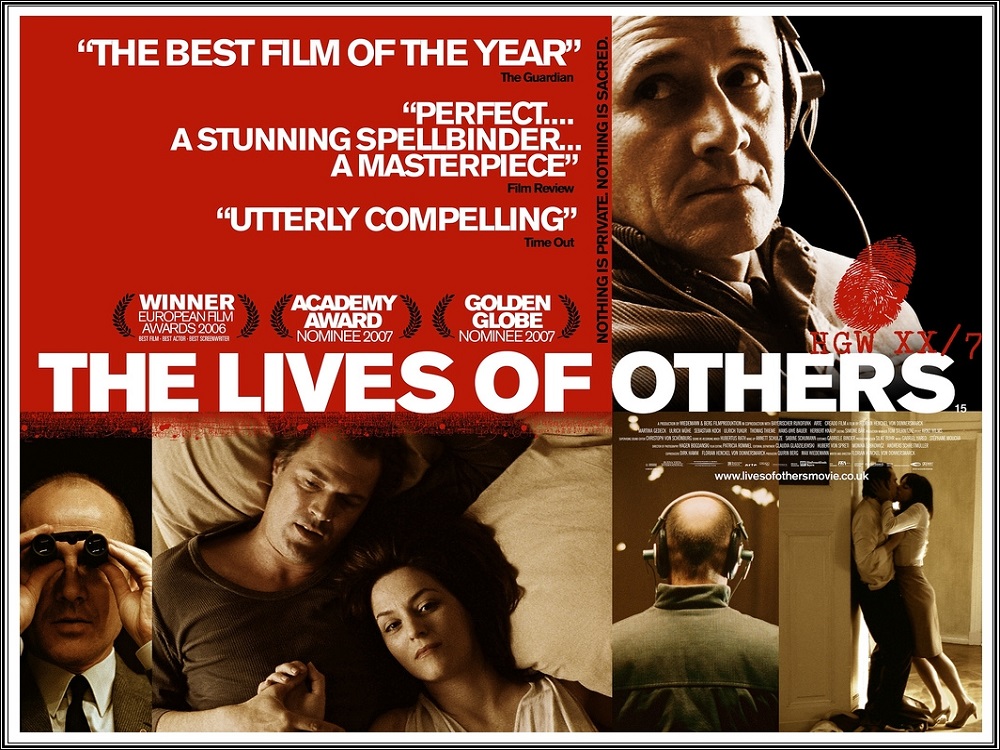 “THE BEST FILM OF THE YEAR”
The Guardian
“PERFECT....
A STUNNING SPELLBINDER...
A MASTERPIECE”
Film Review
“UTTERLY COMPELLING”
Time Out
NOTHING IS PRIVATE. NOTHING IS SACRED.
WINNER
EUROPEAN FILM
AWARDS 2006
BEST FILM · BEST ACTOR · BEST SCREENWRITER
ACADEMY
AWARD
NOMINEE 2007
GOLDEN
GLOBE
NOMINEE 2007
HGW XX/7
THE LIVES OF OTHERS
15
www.livesofothersmovie.co.uk